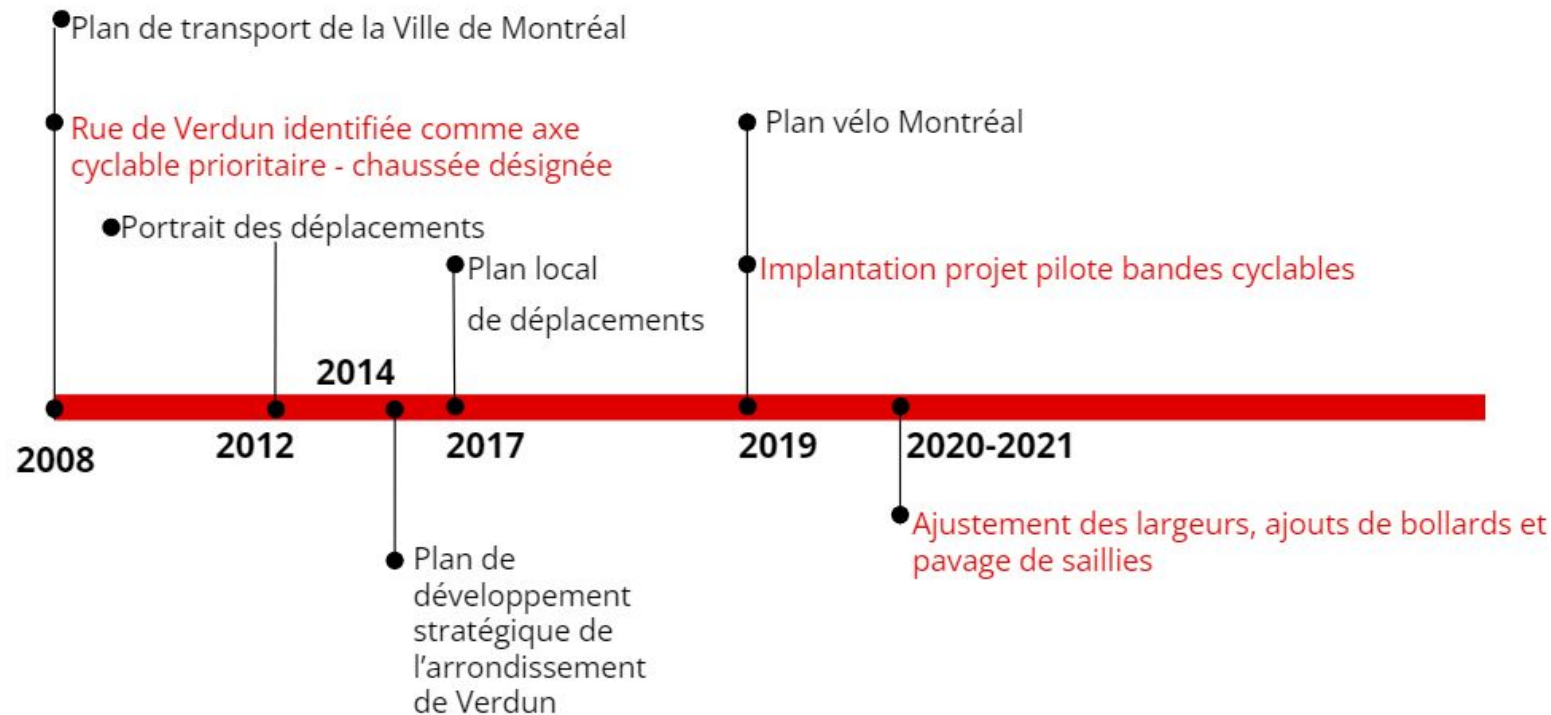 Plan de transport de la Ville de Montréal
Rue de Verdun identifiée comme axe
cyclable prioritaire - chaussée désignée
Plan vélo Montréal
Portrait des déplacements
Plan local
de déplacements
Implantation projet pilote bandes cyclables
2014
2008
2012
2017
2019
2020-2021
Ajustement des largeurs, ajouts de bollards et
pavage de saillies
Plan de
développement
stratégique de
l'arrondissement
de Verdun